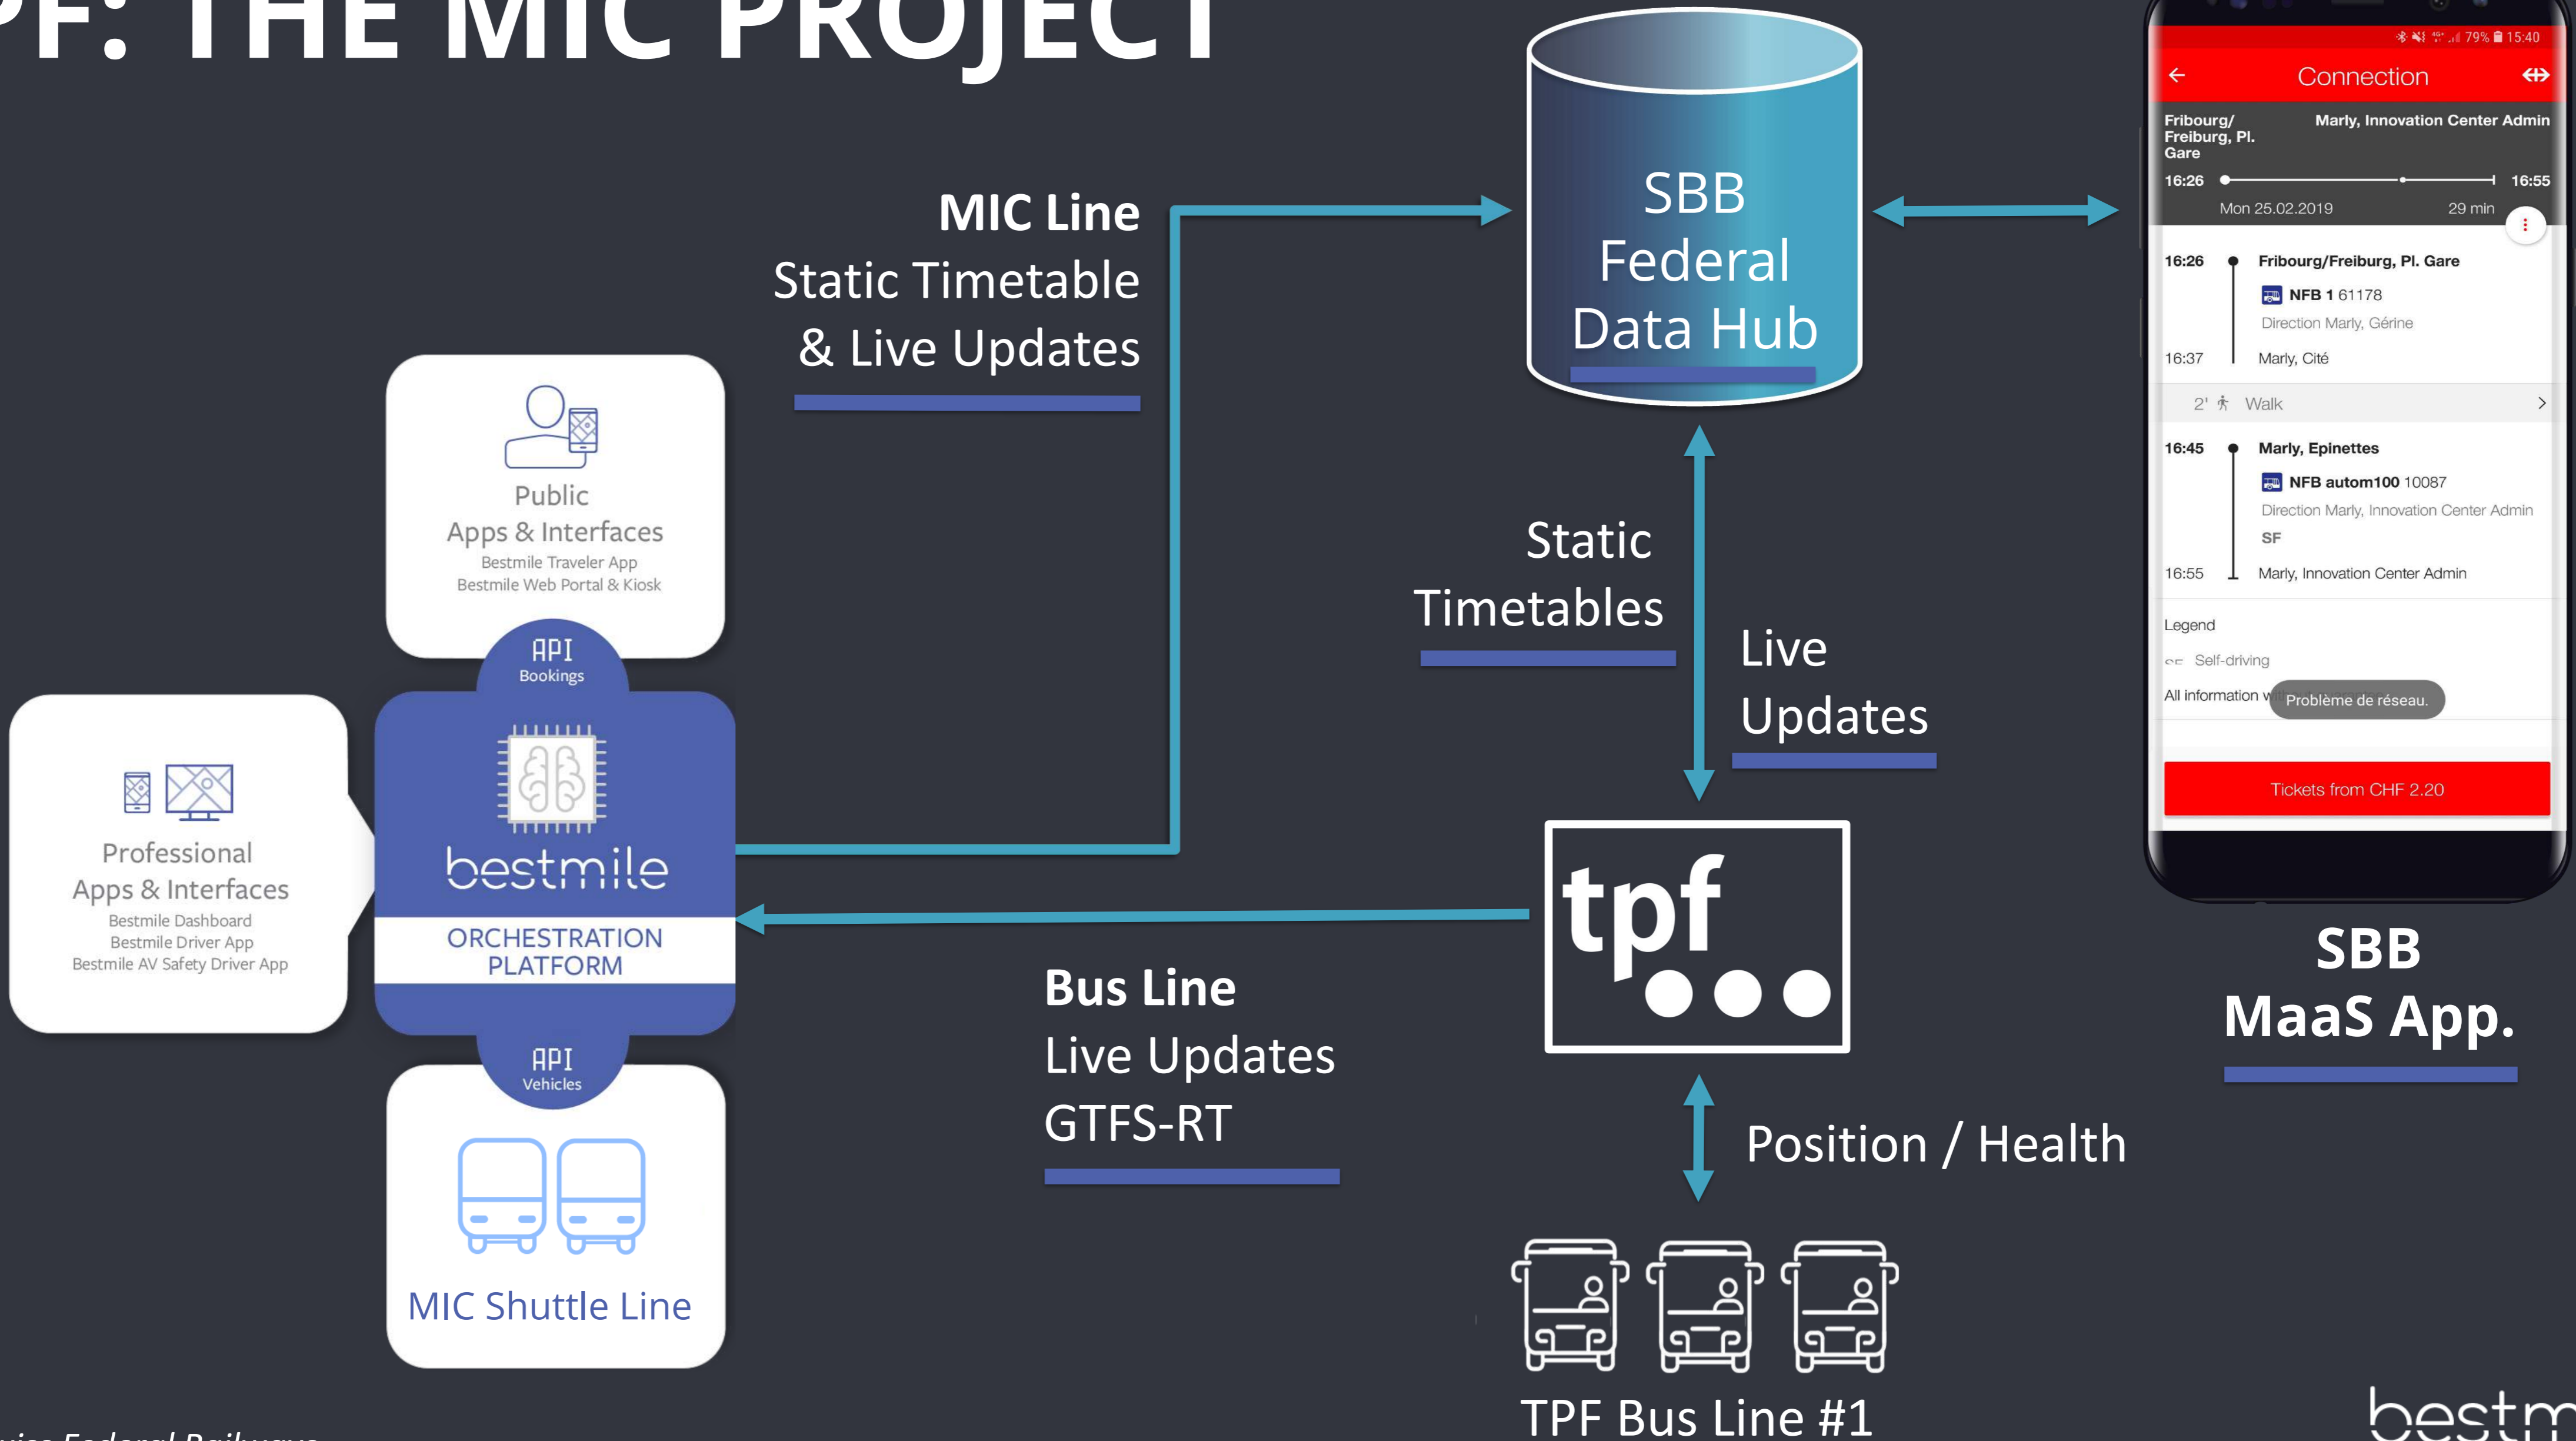 PF: THE MIC PROJECT
MIC Line
Static Timetable
& Live Updates
Public
Apps & Interfaces
Bestmile Traveler App
Bestmile Web Portal & Kiosk
API
Bookings
Professional
Apps & Interfaces
Bestmile Dashboard
Bestmile Driver App
Bestmile AV Safety Driver App
bestmile
ORCHESTRATION
PLATFORM
API
Vehicles
MIC Shuttle Line
SBB
Federal
Data Hub
Static
Timetables
Live
Updates
tpf
Bus Line
Live Updates
GTFS-RT
Position / Health
TPF Bus Line #1
79% 15:40
Connection
Fribourg/
Freiburg, Pl.
Gare
Marly, Innovation Center Admin
16:26 16:55
Mon 25.02.2019 29 min
16:26 Fribourg/Freiburg, Pl. Gare
NFB 1 61178
Direction Marly, Gérine
16:37 Marly, Cité
2' Walk
16:45 Marly, Epinettes
NFB autom100 10087
Direction Marly, Innovation Center Admin
SF
16:55 Marly, Innovation Center Admin
Legend
Self-driving
All information
Problème de réseau.
Tickets from CHF 2.20
SBB
MaaS App.
Federal Railways
bestm